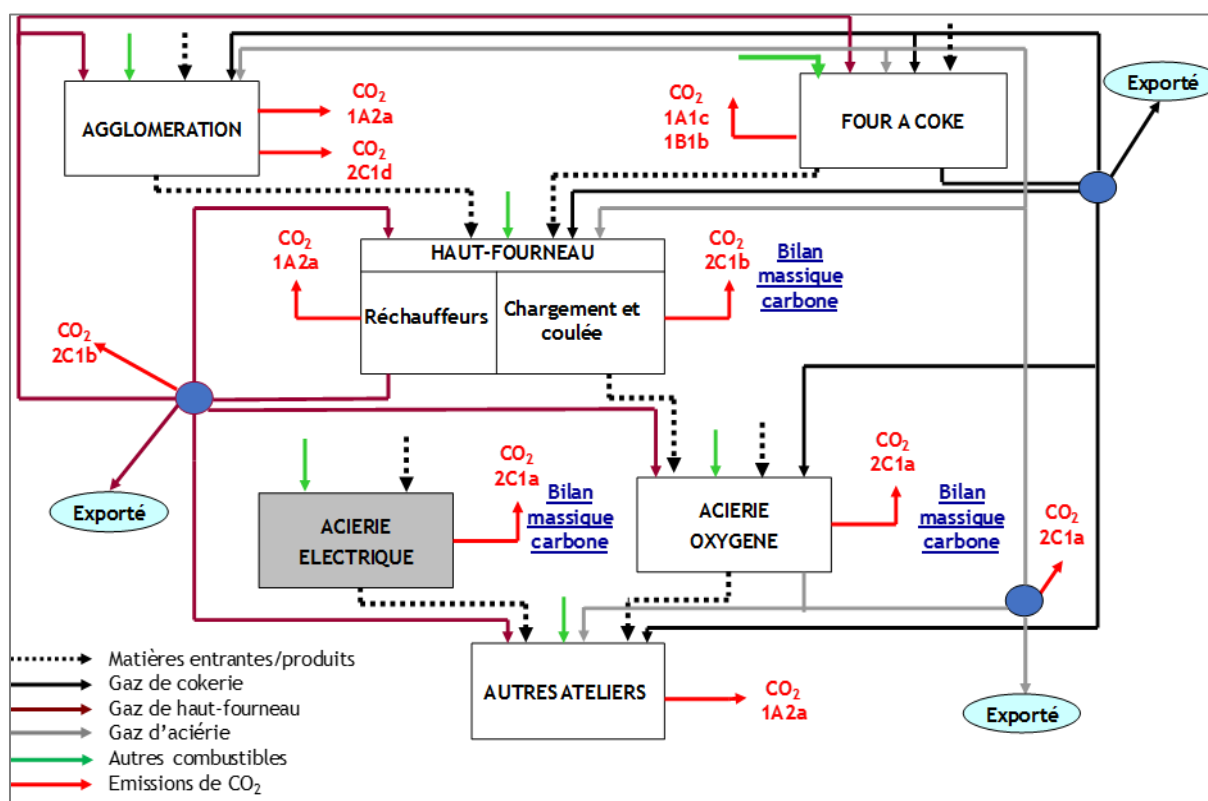 Exporté
CO₂
1A2a
AGGLOMERATION
CO₂
2C1d
CO₂
1A1c
1B1b
FOUR A COKE
HAUT-FOURNEAU
Réchauffeurs
Chargement et
coulée
CO₂
1A2a
CO₂
2C1b
Bilan
massique
carbone
CO₂
2C1b
Exporté
ACIERIE
ELECTRIQUE
CO₂
2C1a
Bilan
massique
carbone
ACIERIE
OXYGENE
CO₂
2C1a
Bilan
massique
carbone
CO₂
2C1a
Exporté
AUTRES ATELIERS
CO₂
1A2a
Matières entrantes/produits
Gaz de cokerie
Gaz de haut-fourneau
Gaz d'aciérie
Autres combustibles
Emissions de CO₂